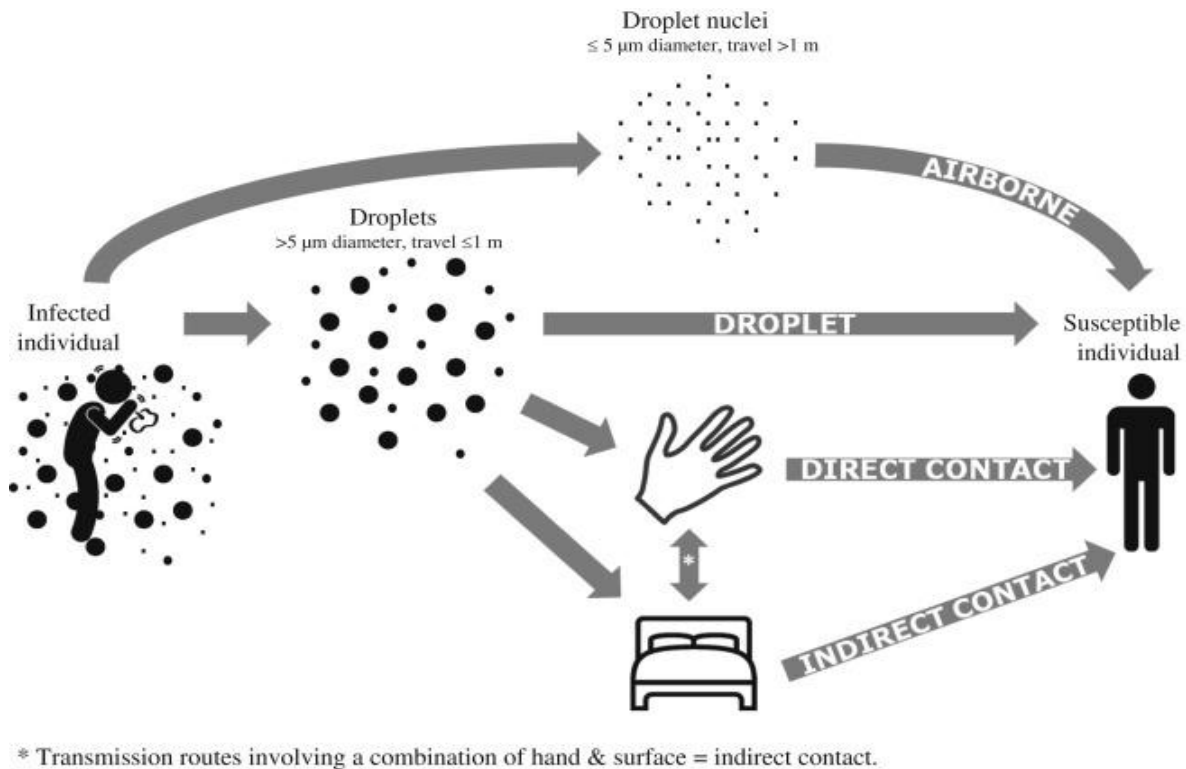 Droplet nuclei
≤ 5 μm diameter, travel >1 m
AIRBORNE
Droplets
>5 μm diameter, travel ≤1 m
Infected
individual
DROPLET
Susceptible
individual
DIRECT CONTACT
*
INDIRECT CONTACT
* Transmission routes involving a combination of hand & surface = indirect contact.